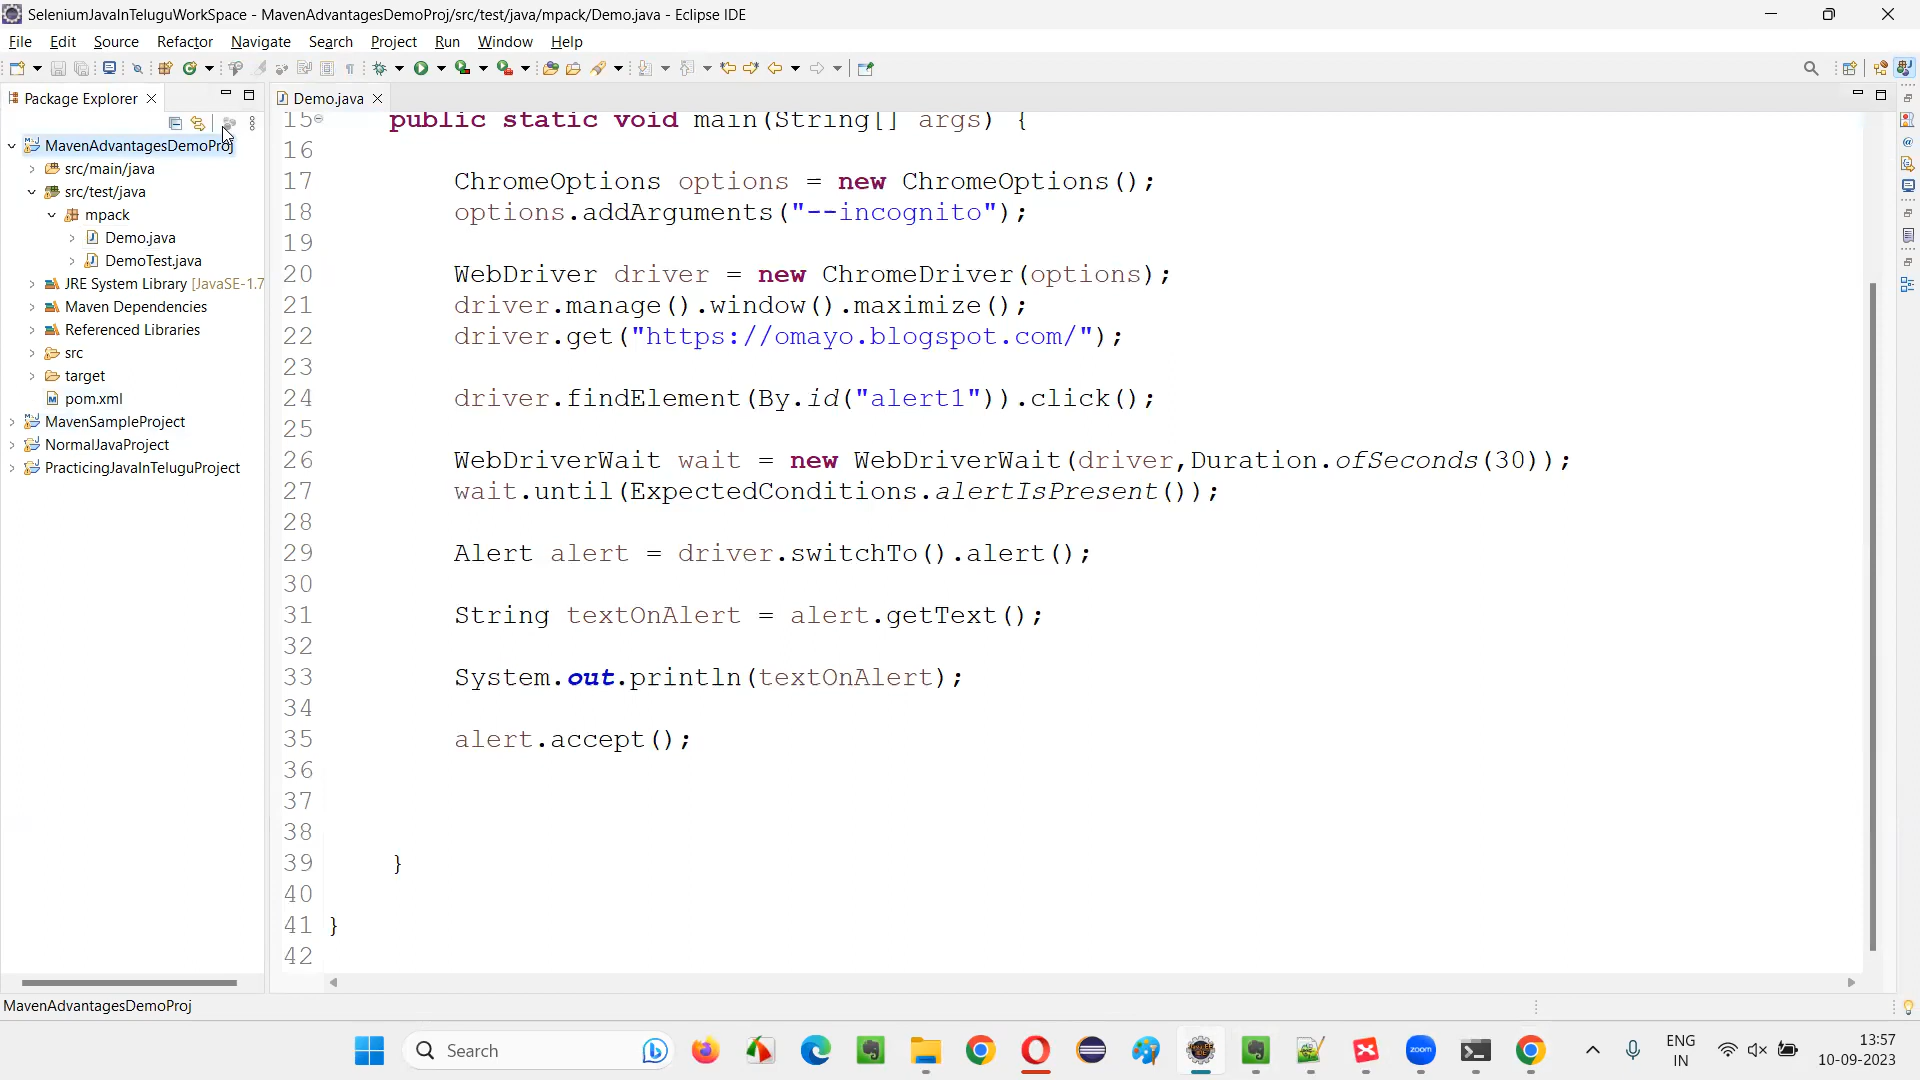 SeleniumJavaInTeluguWorkSpace - MavenAdvantagesDemoProj/src/test/java/mpack/Demo.java - Eclipse IDE
File Edit Source Refactor Navigate Search Project Run Window Help
Package Explorer
Demo.java
MavenAdvantagesDemoProj
src/main/java
src/test/java
mpack
Demo.java
DemoTest.java
JRE System Library [JavaSE-1.7
Maven Dependencies
Referenced Libraries
src
target
pom.xml
MavenSampleProject
NormalJavaProject
PracticingJavaInTeluguProject
15 public static void main(String[] args) {
16
17 ChromeOptions options = new ChromeOptions();
18 options.addArguments("--incognito");
19
20 WebDriver driver = new ChromeDriver(options);
21 driver.manage().window().maximize();
22 driver.get("https://omayo.blogspot.com/");
23
24 driver.findElement(By.id("alert1")).click();
25
26 WebDriverWait wait = new WebDriverWait(driver,Duration.ofSeconds(30));
27 wait.until(ExpectedConditions.alertIsPresent());
28
29 Alert alert = driver.switchTo().alert();
30
31 String textOnAlert = alert.getText();
32
33 System.out.println(textOnAlert);
34
35 alert.accept();
36
37
38
39 }
40
41 }
42
MavenAdvantagesDemoProj
Search
zoom
ENG
IN
13:57
10-09-2023